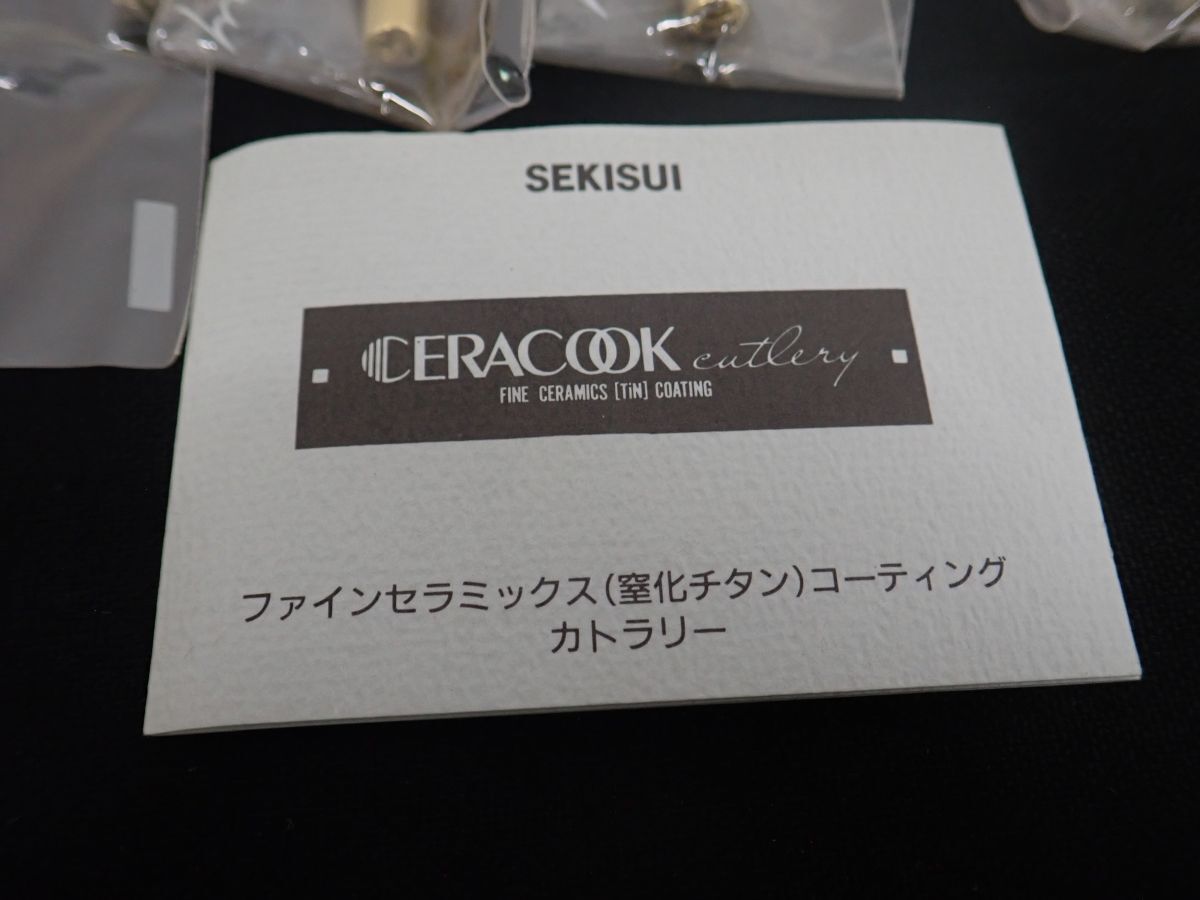 SEKISUI
CERACOOK cutlery
FINE CERAMICS [TiN] COATING
ファインセラミックス(窒化チタン)コーティング
カトラリー